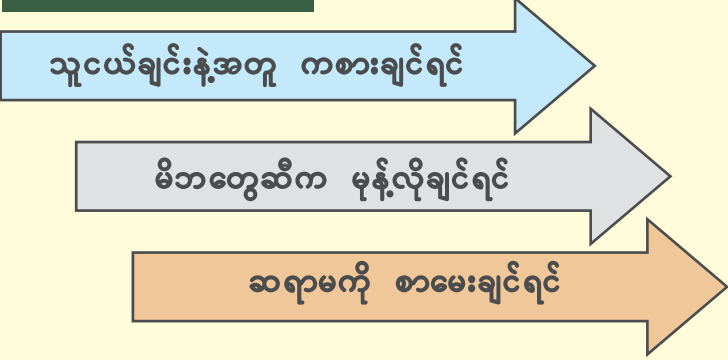 သူငယ်ချင်းနဲ့အတူ ကစားချင်ရင်
မိဘတွေဆီက မုန့်လိုချင်ရင်
ဆရာမကို စာမေးချင်ရင်